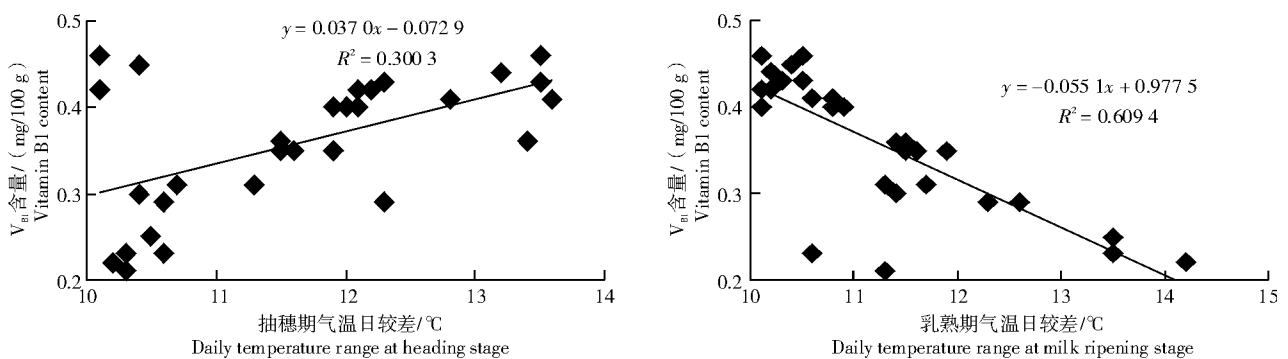 0.5
0.4
0.3
0.2
V_B1含量/(mg/100 g)
Vitamin B1 content
y = 0.037 0x − 0.072 9
R² = 0.300 3
10 11 12 13 14
抽穗期气温日较差/℃
Daily temperature range at heading stage
0.5
0.4
0.3
0.2
V_B1含量/(mg/100 g)
Vitamin B1 content
y = −0.055 1x + 0.977 5
R² = 0.609 4
10 11 12 13 14 15
乳熟期气温日较差/℃
Daily temperature range at milk ripening stage